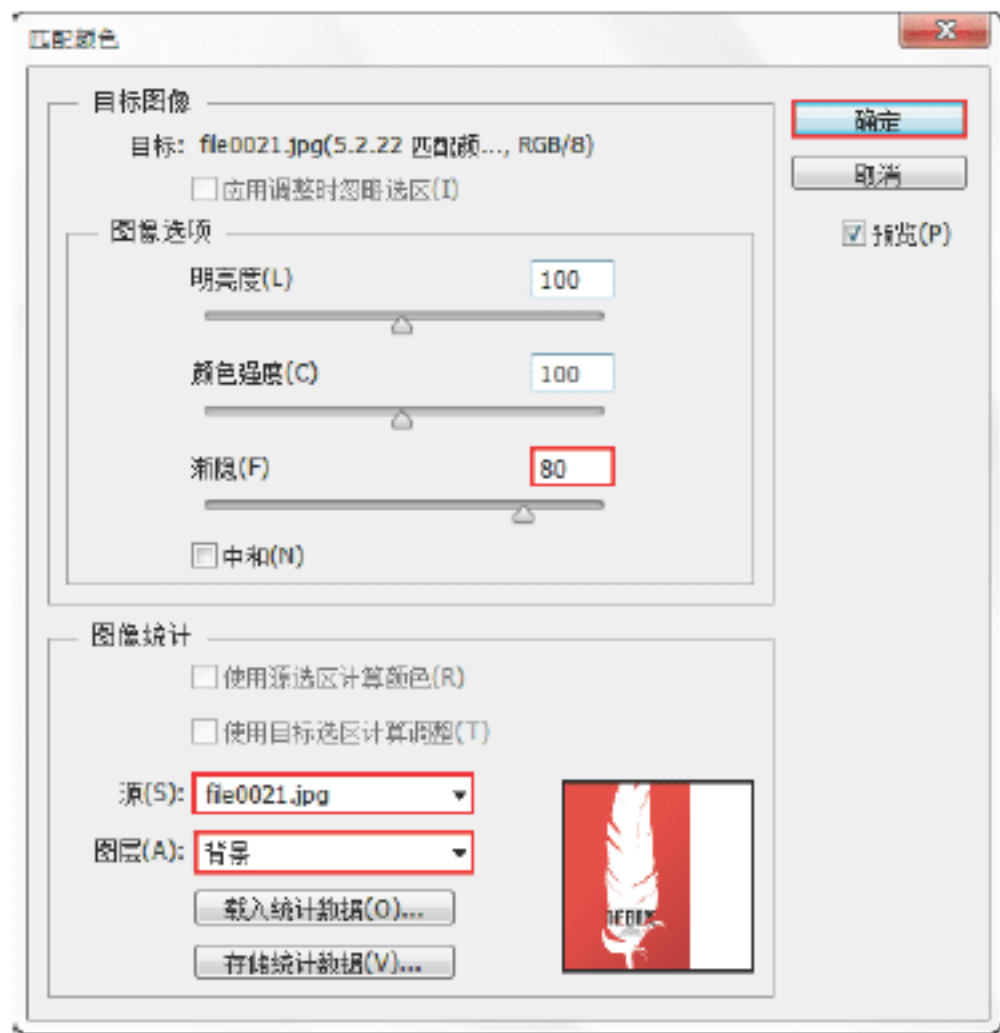 匹配颜色
目标图像
目标: file0021.jpg(5.2.22 匹配颜..., RGB/8)
应用调整时忽略选区(I)
确定
取消
预览(P)
图像选项
明亮度(L)
100
颜色强度(C)
100
渐隐(F)
80
中和(N)
图像统计
使用源选区计算颜色(R)
使用目标选区计算调整(T)
源(S): file0021.jpg
图层(A): 背景
载入统计数据(O)...
存储统计数据(V)...